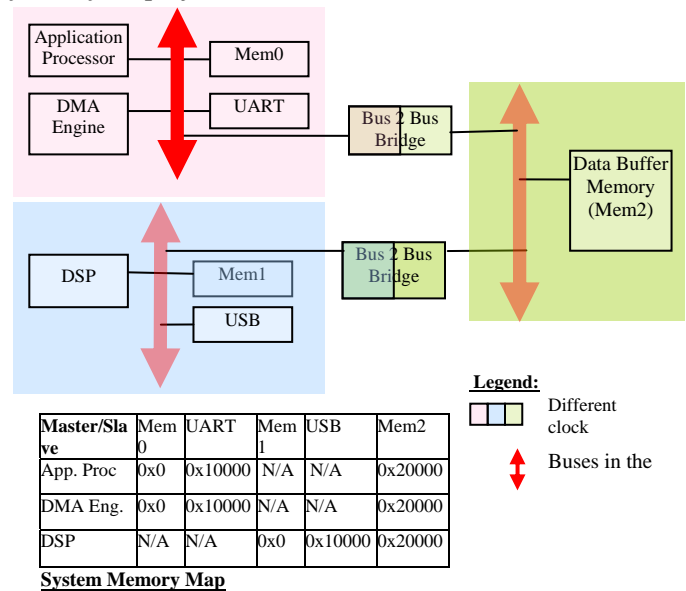 Application
Processor
Mem0
DMA
Engine
UART
Bus 2 Bus
Bridge
Data Buffer
Memory
(Mem2)
DSP
Mem1
USB
Bus 2 Bus
Bridge
Legend:
Different
clock
Buses in the
Master/Sla
ve
Mem
0
UART
Mem
1
USB
Mem2
App. Proc
0x0
0x10000
N/A
N/A
0x20000
DMA Eng.
0x0
0x10000
N/A
N/A
0x20000
DSP
N/A
N/A
0x0
0x10000
0x20000
System Memory Map